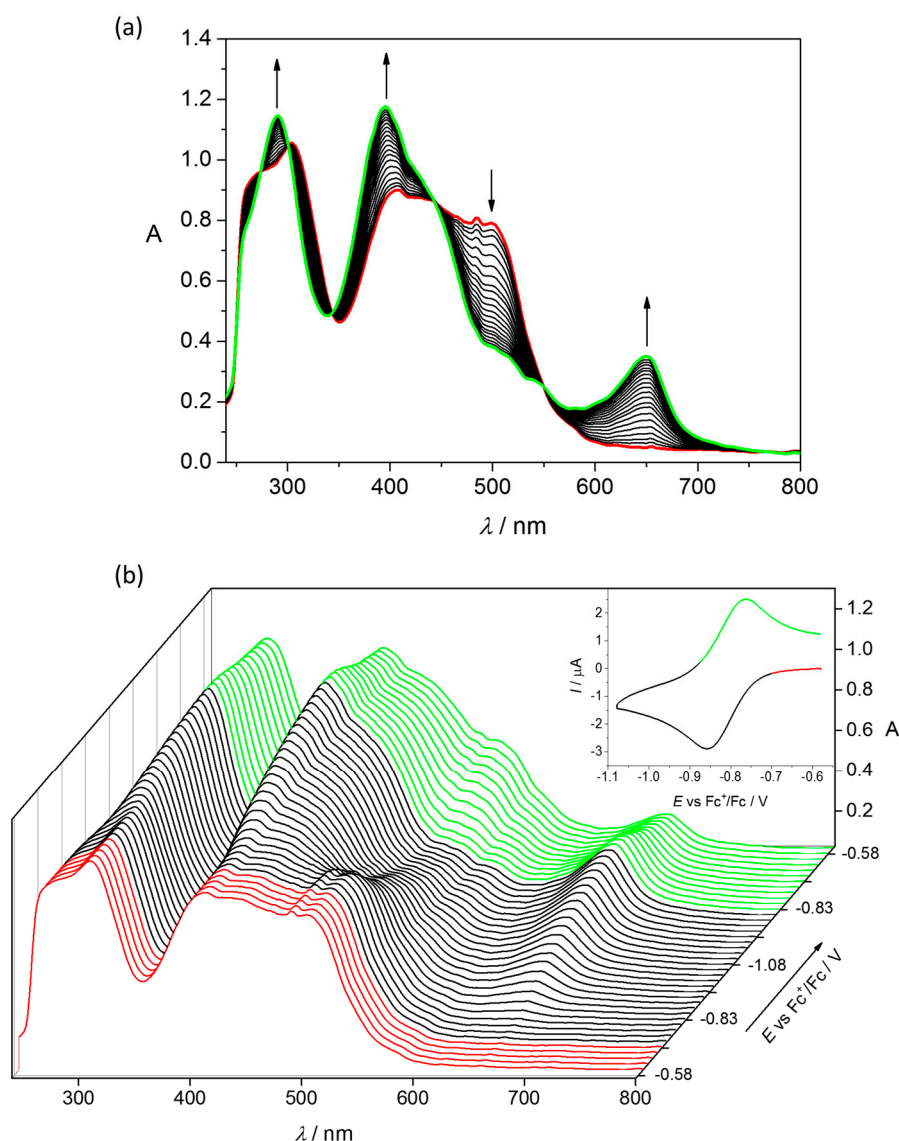 (a)
1.4
1.2
1.0
0.8
0.6
0.4
0.2
0.0
A
300 400 500 600 700 800
λ / nm
(b)
1.2
1.0
0.8
0.6
0.4
0.2
A
2
1
0
-1
-2
-3
I / μA
-1.1 -1.0 -0.9 -0.8 -0.7 -0.6
E vs Fc⁺/Fc / V
-0.58
-0.83
-1.08
-0.83
-0.58
E vs Fc⁺/Fc / V
300 400 500 600 700 800
λ / nm